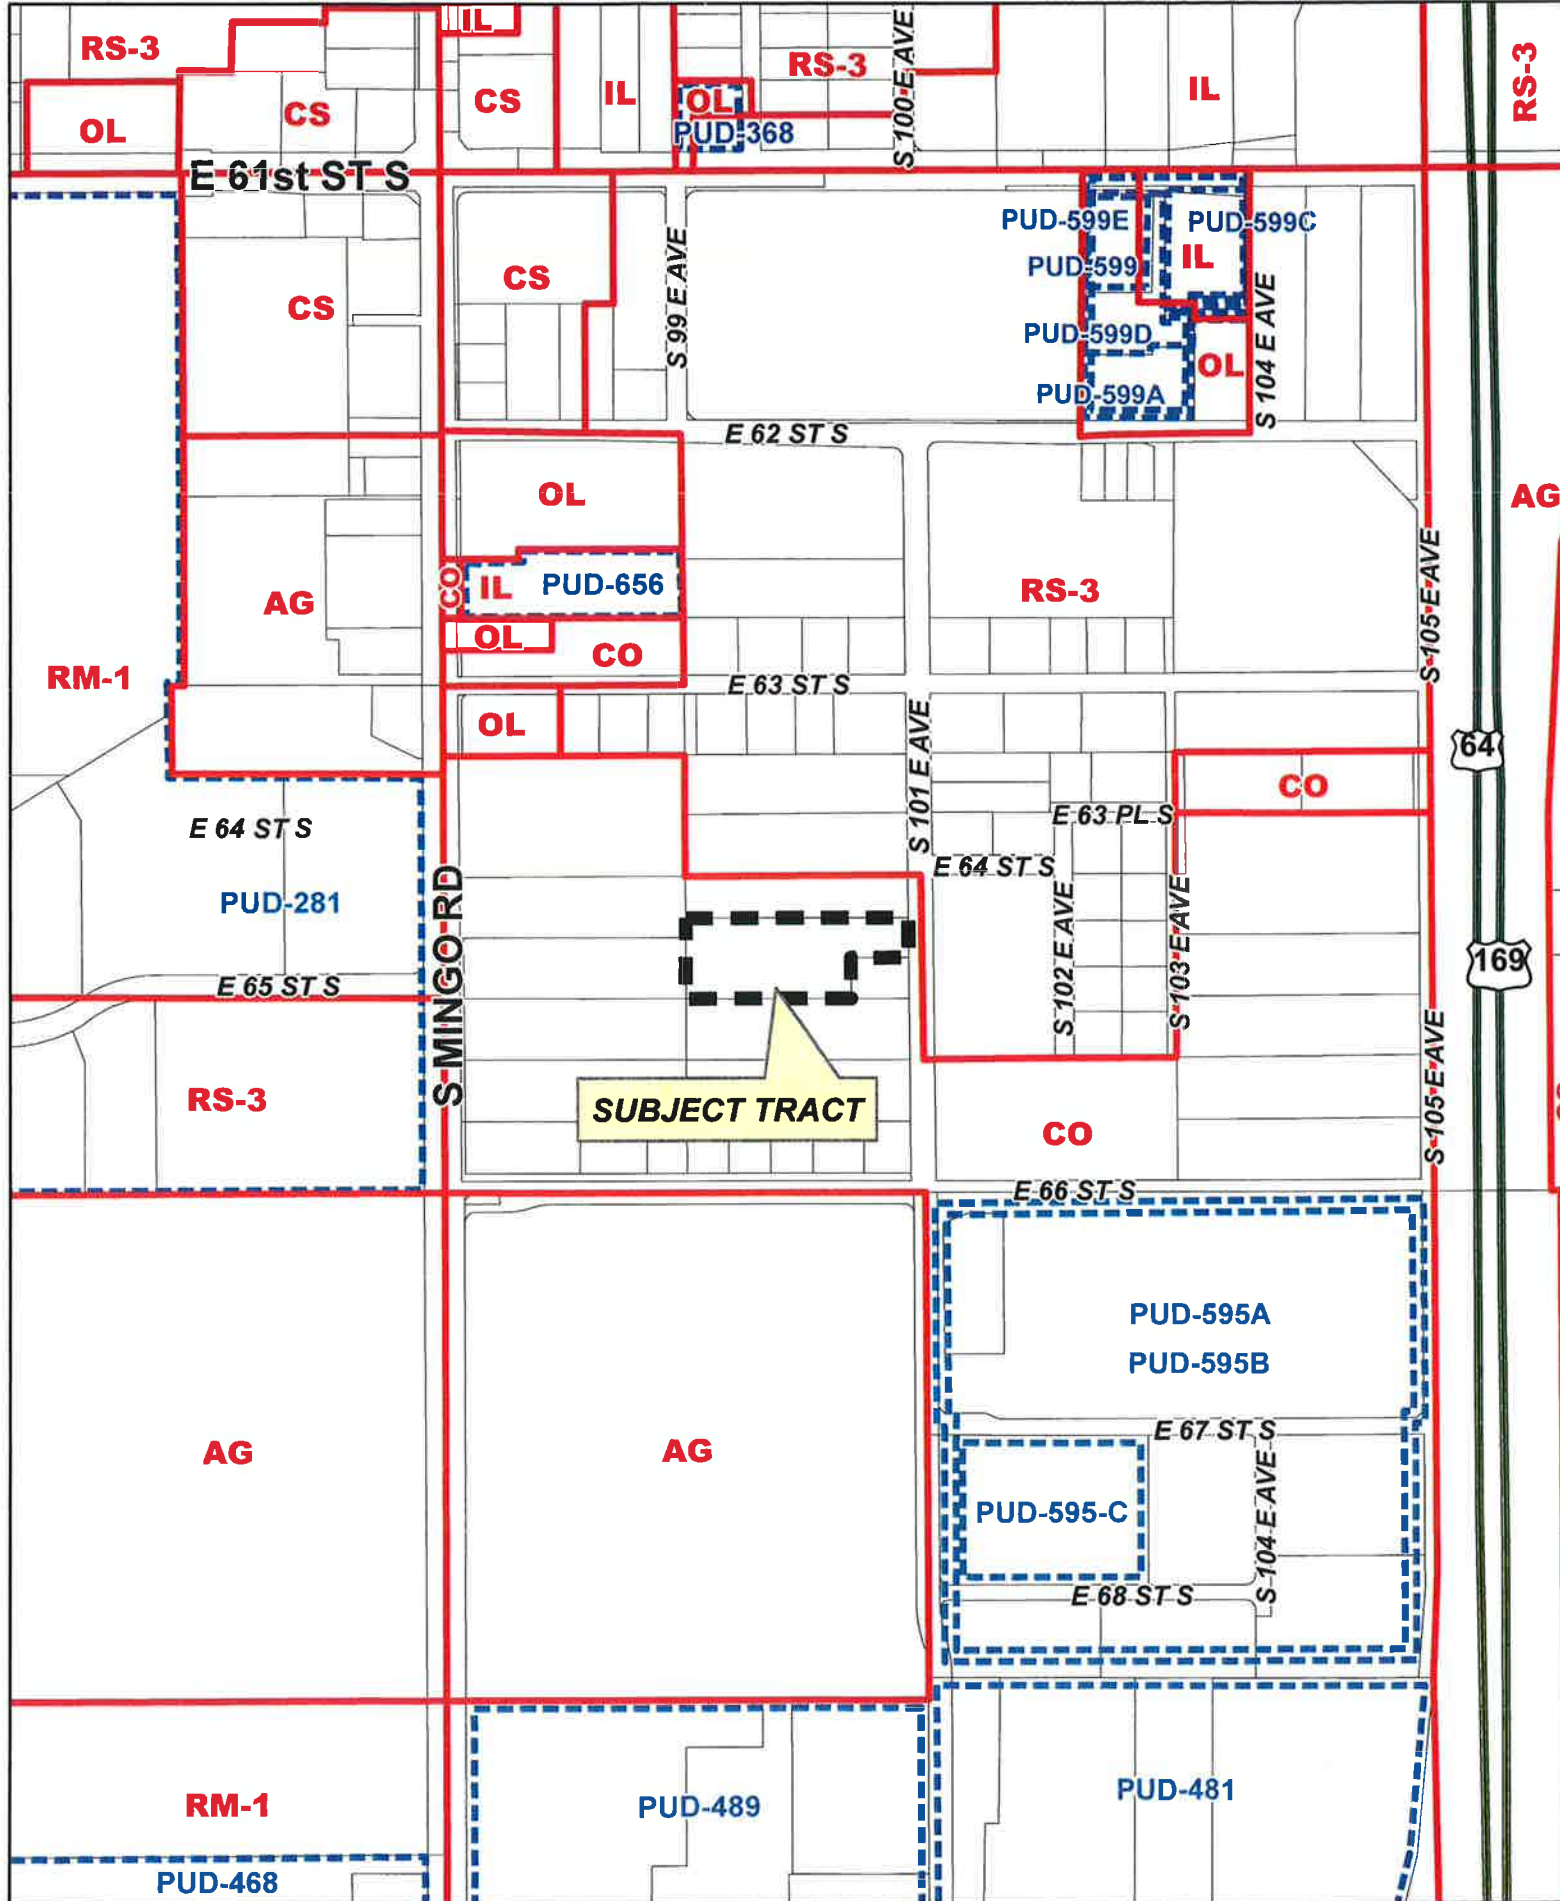 IL
RS-3
RS-3
RS-3
CS
IL
OL
IL
CS
OL
PUD-368
S 100 E AVE
E 61st ST S
PUD-599E
PUD-599C
PUD-599
IL
CS
CS
S 99 E AVE
PUD-599D
OL
S 104 E AVE
PUD-599A
E 62 ST S
OL
AG
CO
IL
PUD-656
RS-3
AG
S 105 E AVE
OL
CO
RM-1
E 63 ST S
OL
S 101 E AVE
64
CO
E 63 PL S
E 64 ST S
E 64 ST S
PUD-281
S MINGO RD
S 102 E AVE
S 103 E AVE
169
E 65 ST S
S 105 E AVE
RS-3
SUBJECT TRACT
CO
E 66 ST S
PUD-595A
PUD-595B
E 67 ST S
AG
AG
PUD-595-C
S 104 E AVE
E 68 ST S
RM-1
PUD-489
PUD-481
PUD-468